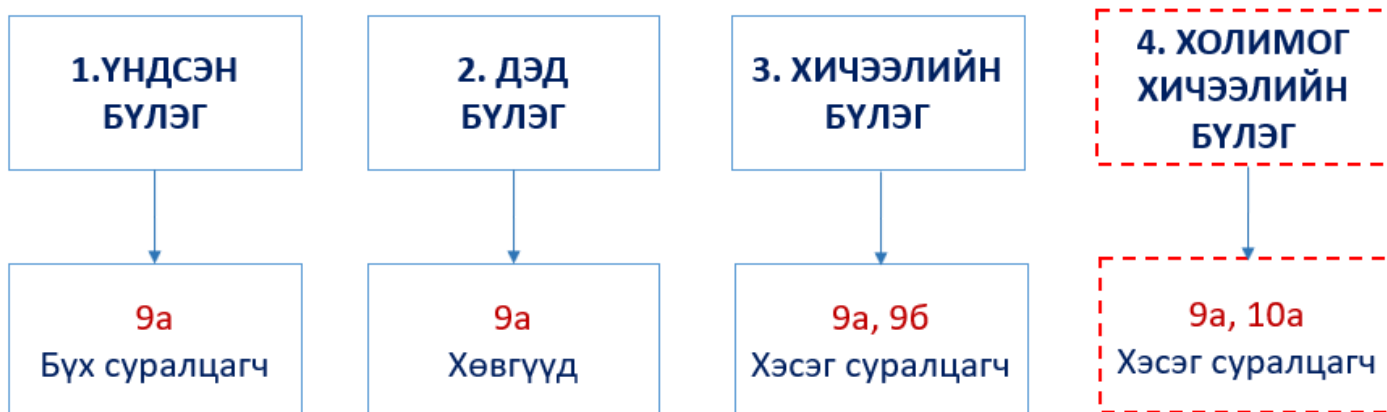 1.ҮНДСЭН
БҮЛЭГ
2. ДЭД
БҮЛЭГ
3. ХИЧЭЭЛИЙН
БҮЛЭГ
4. ХОЛИМОГ
ХИЧЭЭЛИЙН
БҮЛЭГ
9а
Бүх суралцагч
9а
Хөвгүүд
9а, 9б
Хэсэг суралцагч
9а, 10а
Хэсэг суралцагч